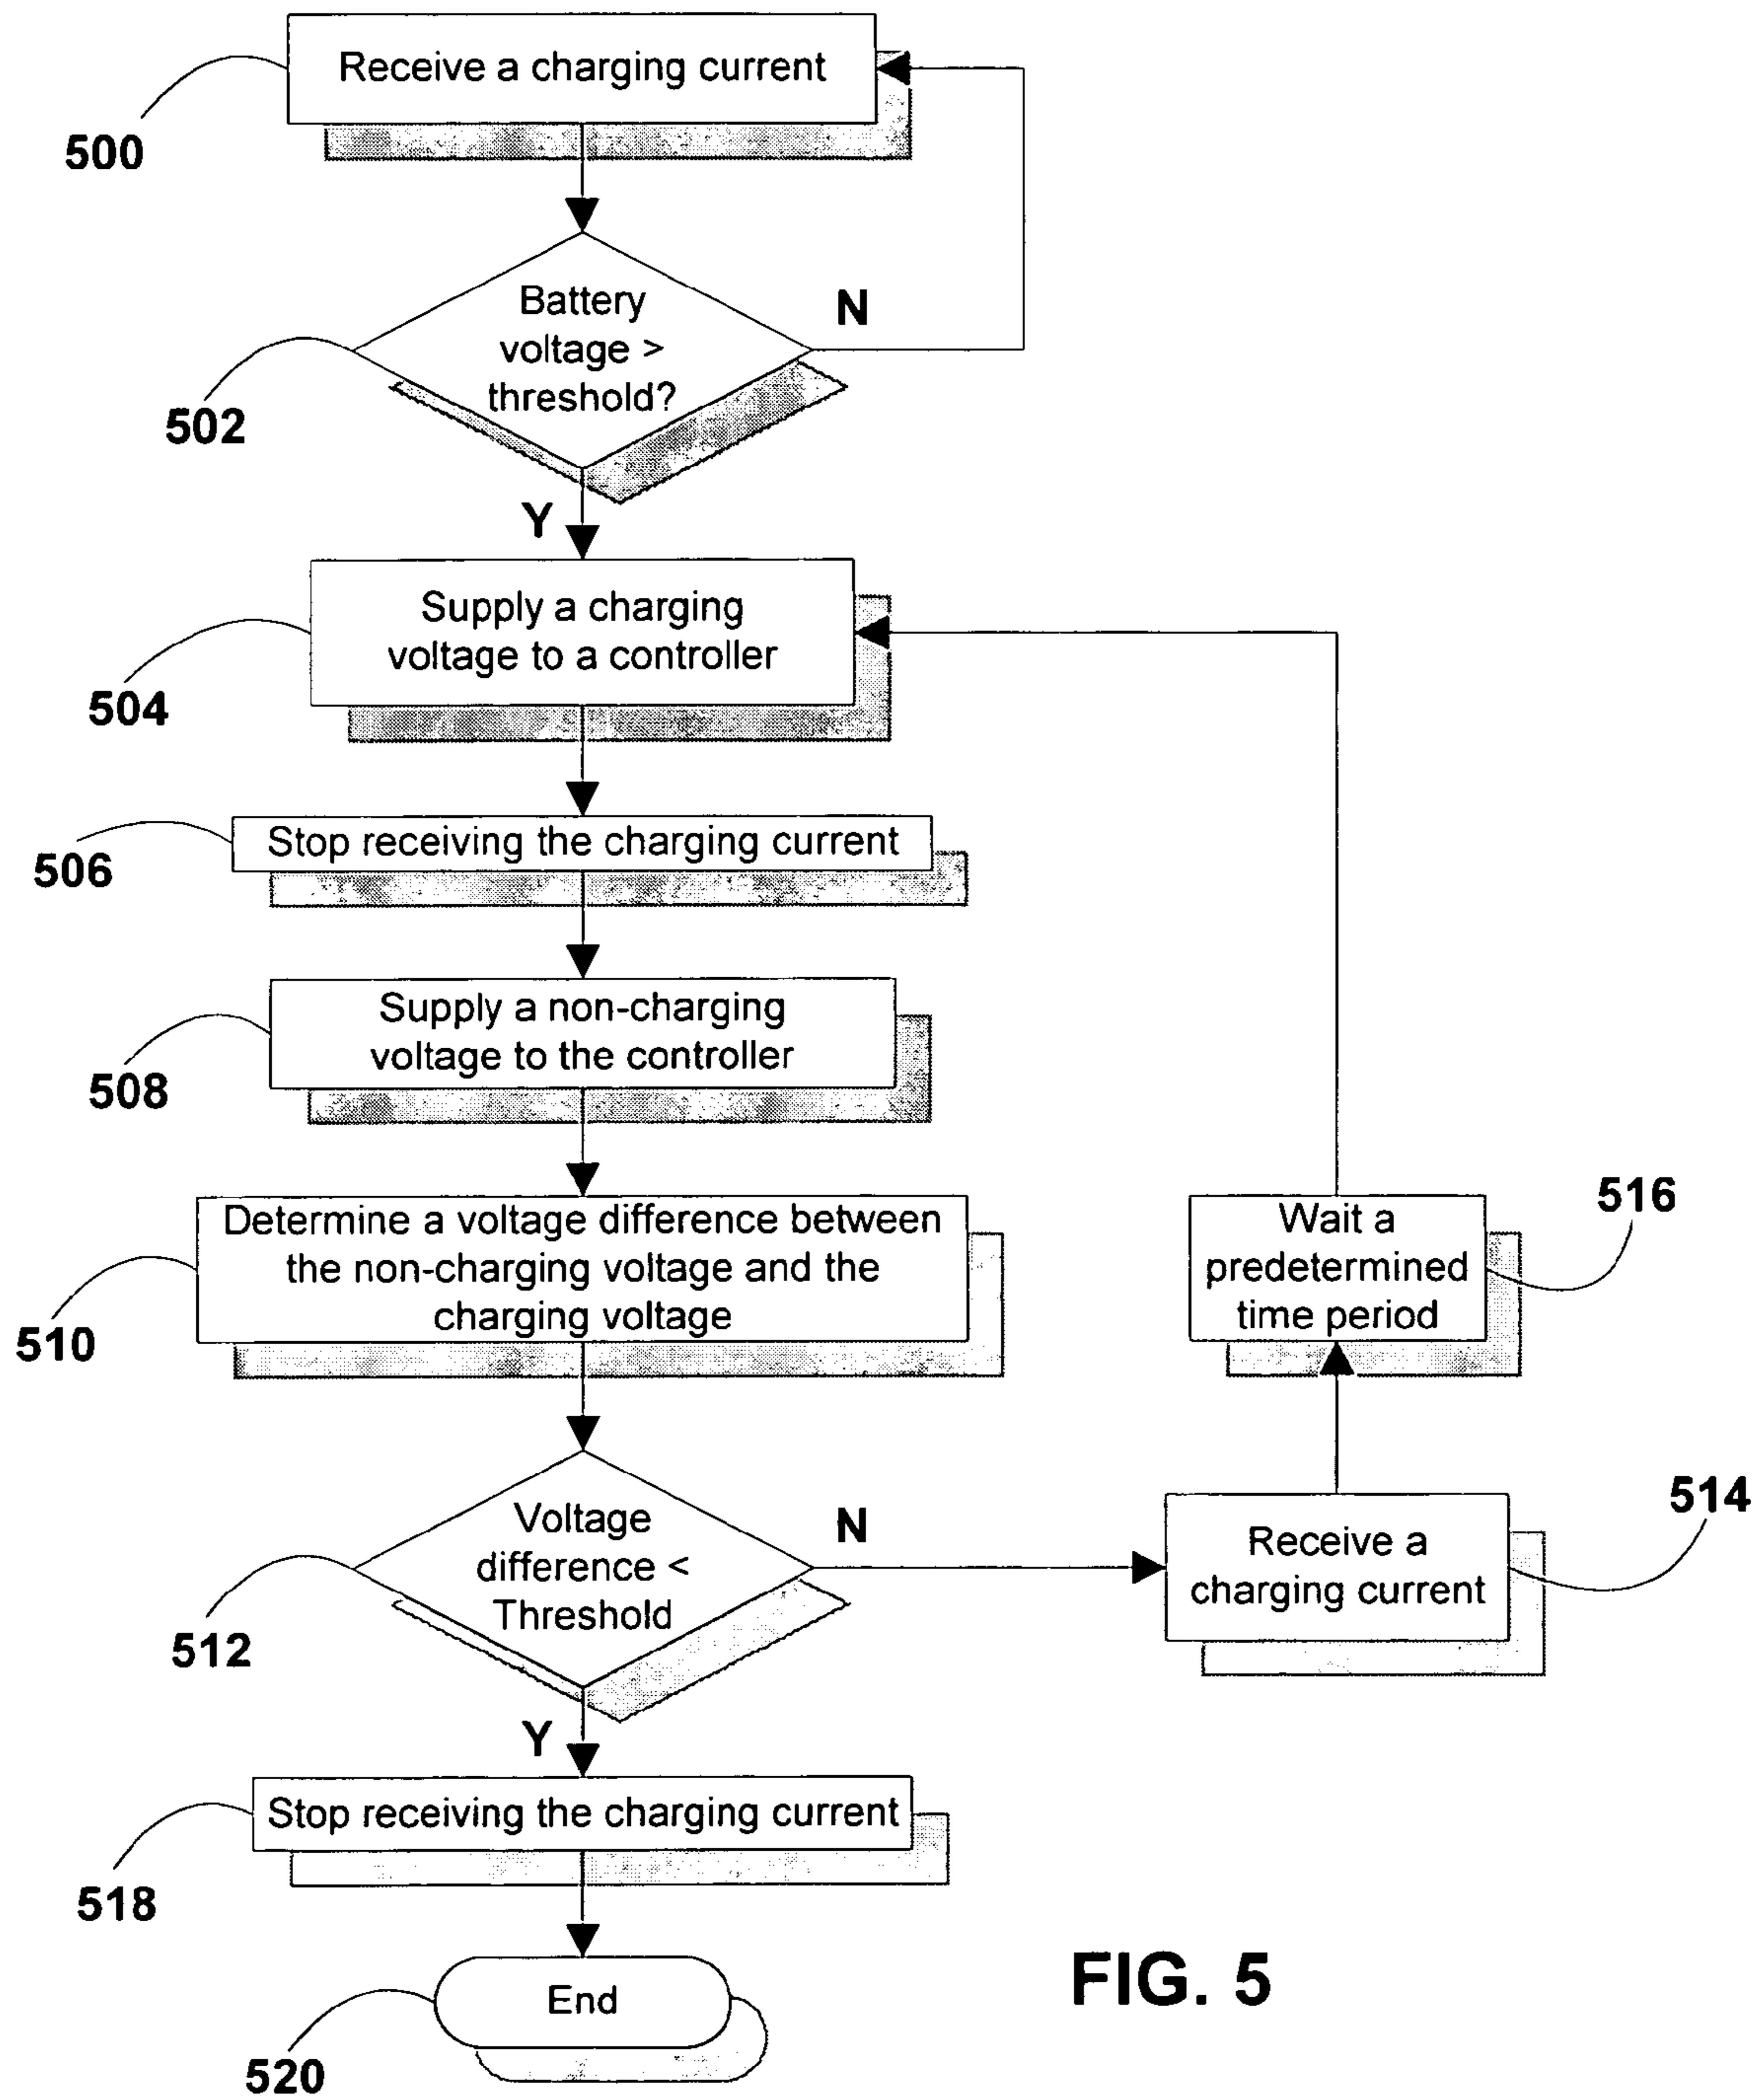 Receive a charging current
500
Battery
voltage >
threshold?
N
502
Y
Supply a charging
voltage to a controller
504
Stop receiving the charging current
506
Supply a non-charging
voltage to the controller
508
Determine a voltage difference between
the non-charging voltage and the
charging voltage
510
Wait a
predetermined
time period
516
Voltage
difference <
Threshold
N
512
Receive a
charging current
514
Y
Stop receiving the charging current
518
End
520
FIG. 5